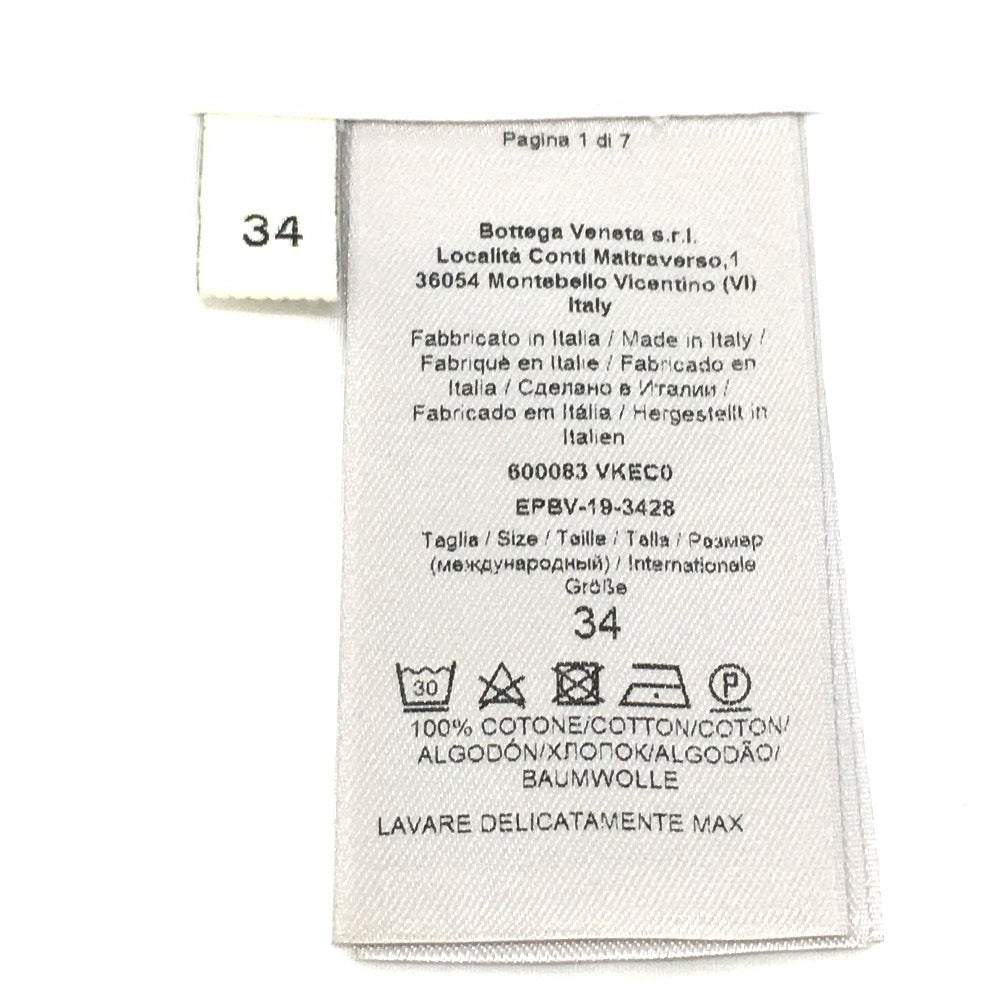 34
Pagina 1 di 7
Bottega Veneta s.r.l.
Località Conti Maltraverso,1
36054 Montebello Vicentino (VI)
Italy
Fabbricato in Italia / Made in Italy /
Fabriquè en Italie / Fabricado en
Italia / Сделано в Италии /
Fabricado em Itália / Hergestellt in
Italien
600083 VKEC0
EPBV-19-3428
Taglia / Size / Taille / Talla / Размер
(международный) / Internationale
Größe
34
30 P
100% COTONE/COTTON/COTON/
ALGODÓN/ХЛОПОК/ALGODÃO/
BAUMWOLLE
LAVARE DELICATAMENTE MAX